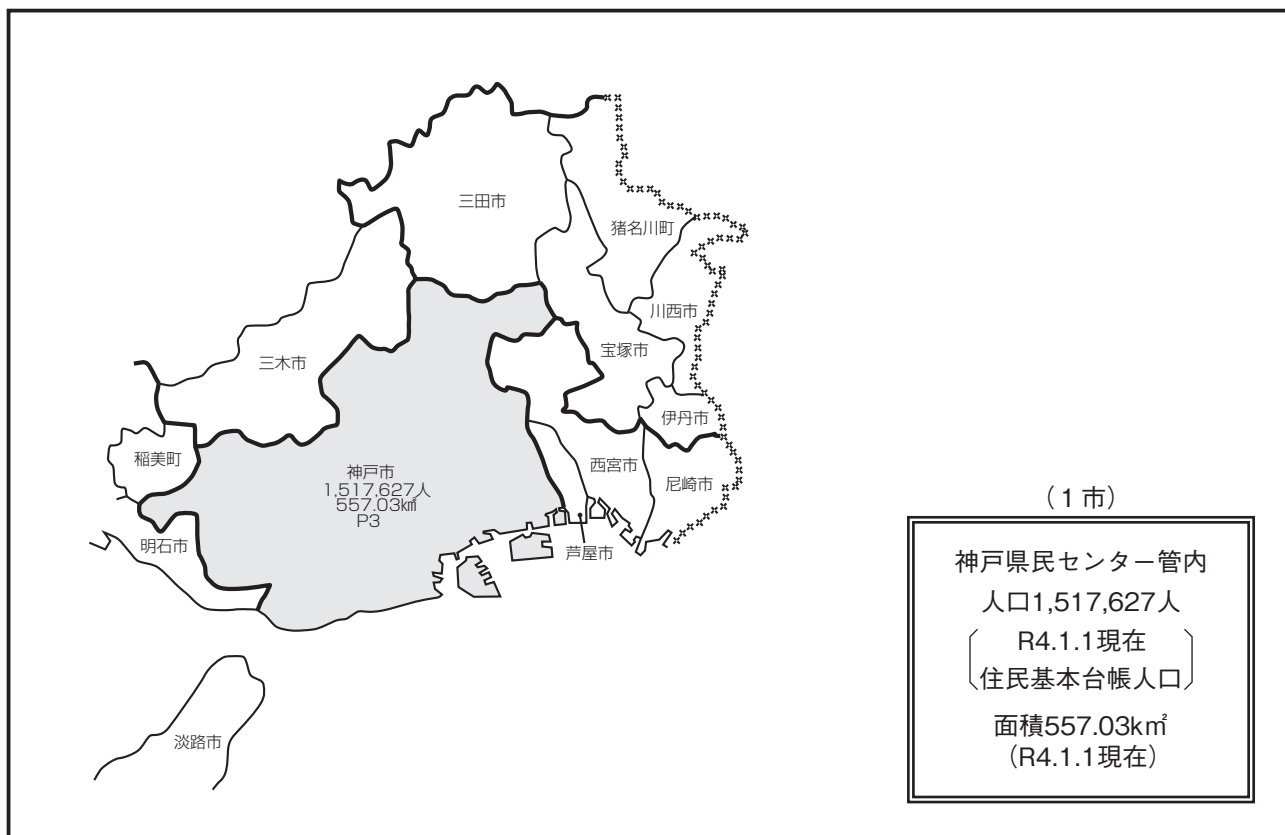 三田市
猪名川町
川西市
三木市
宝塚市
伊丹市
稲美町
神戸市
1,517,627人
557.03k㎡
P3
西宮市
尼崎市
明石市
芦屋市
淡路市
（1市）
神戸県民センター管内
人口1,517,627人
R4.1.1現在
住民基本台帳人口
面積557.03k㎡
（R4.1.1現在）